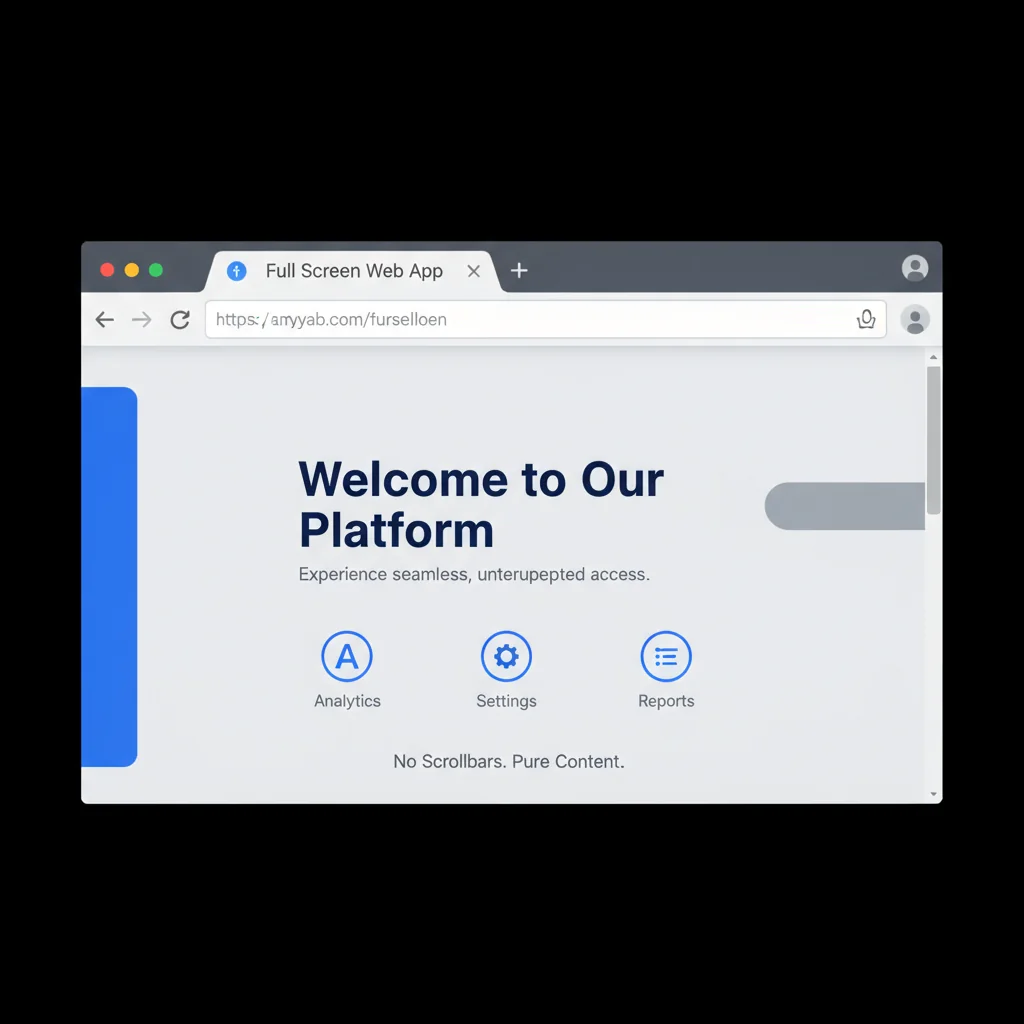 Full Screen Web App
https:/amyyab.com/furselloen
Welcome to Our
Platform
Experience seamless, unterupepted access.
A
Analytics
Settings
Reports
No Scrollbars. Pure Content.